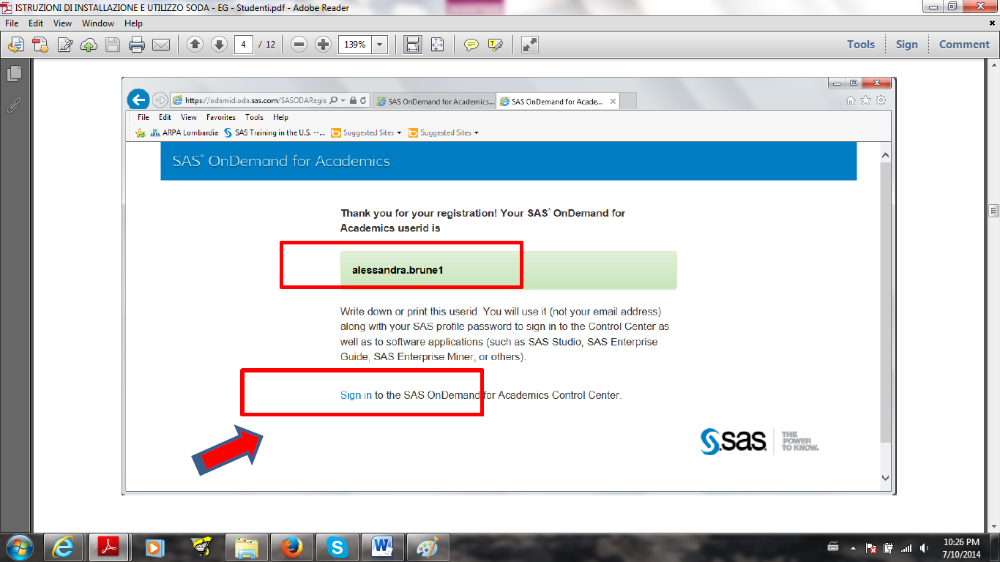 ISTRUZIONI DI INSTALLAZIONE E UTILIZZO SODA - EG - Studenti.pdf - Adobe Reader
File Edit View Window Help
4 / 12 139% Tools Sign Comment
https://odamid.oda.sas.com/SASODARegis SAS OnDemand for Academics... SAS OnDemand for Acade...
File Edit View Favorites Tools Help
ARPA Lombardia SAS Training in the U.S. --... Suggested Sites Suggested Sites
SAS® OnDemand for Academics
Thank you for your registration! Your SAS® OnDemand for
Academics userid is
alessandra.brune1
Write down or print this userid. You will use it (not your email address)
along with your SAS profile password to sign in to the Control Center as
well as to software applications (such as SAS Studio, SAS Enterprise
Guide, SAS Enterprise Miner, or others).
Sign in to the SAS OnDemand for Academics Control Center.
sas THE
POWER
TO KNOW.
10:26 PM
7/10/2014